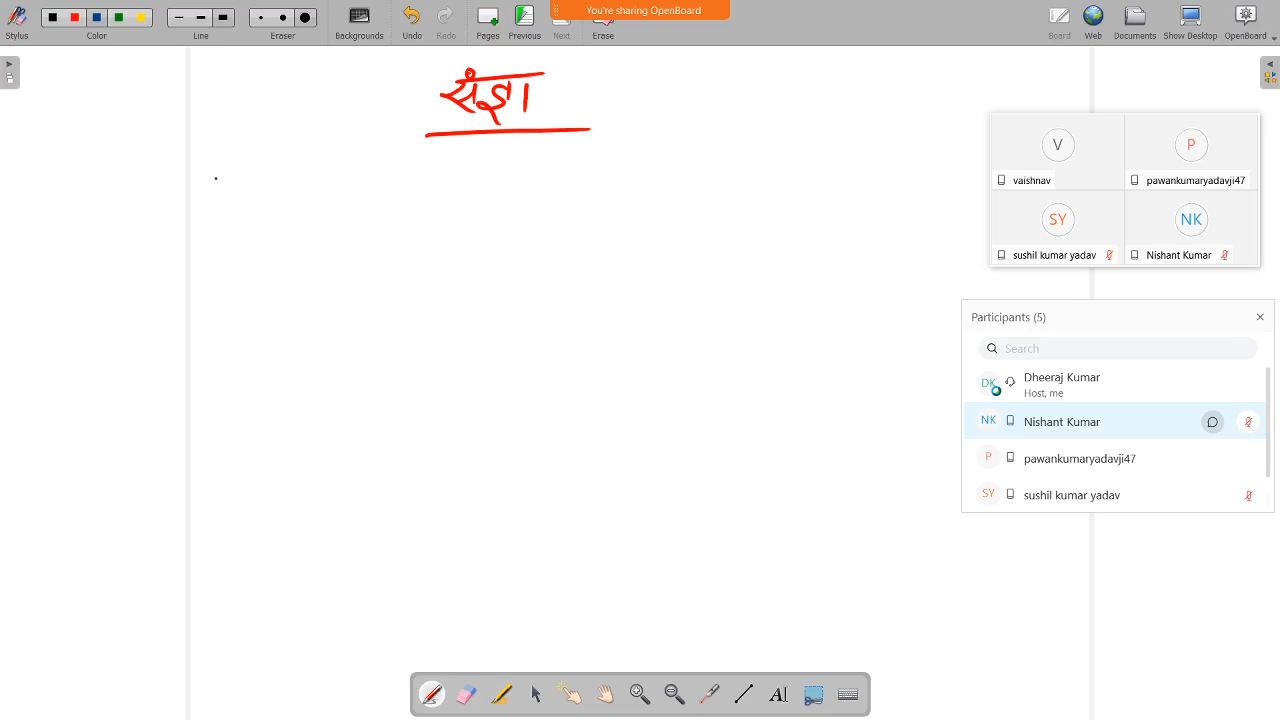 Stylus
Color
Line
Eraser
Backgrounds
Undo
Redo
Pages
Previous
Next
Erase
You're sharing OpenBoard
Board
Web
Documents
Show Desktop
OpenBoard
संज्ञा
V
vaishnav
P
pawankumaryadavji47
SY
sushil kumar yadav
NK
Nishant Kumar
Participants (5)
Search
DK
Dheeraj Kumar
Host, me
NK
Nishant Kumar
P
pawankumaryadavji47
SY
sushil kumar yadav
AI